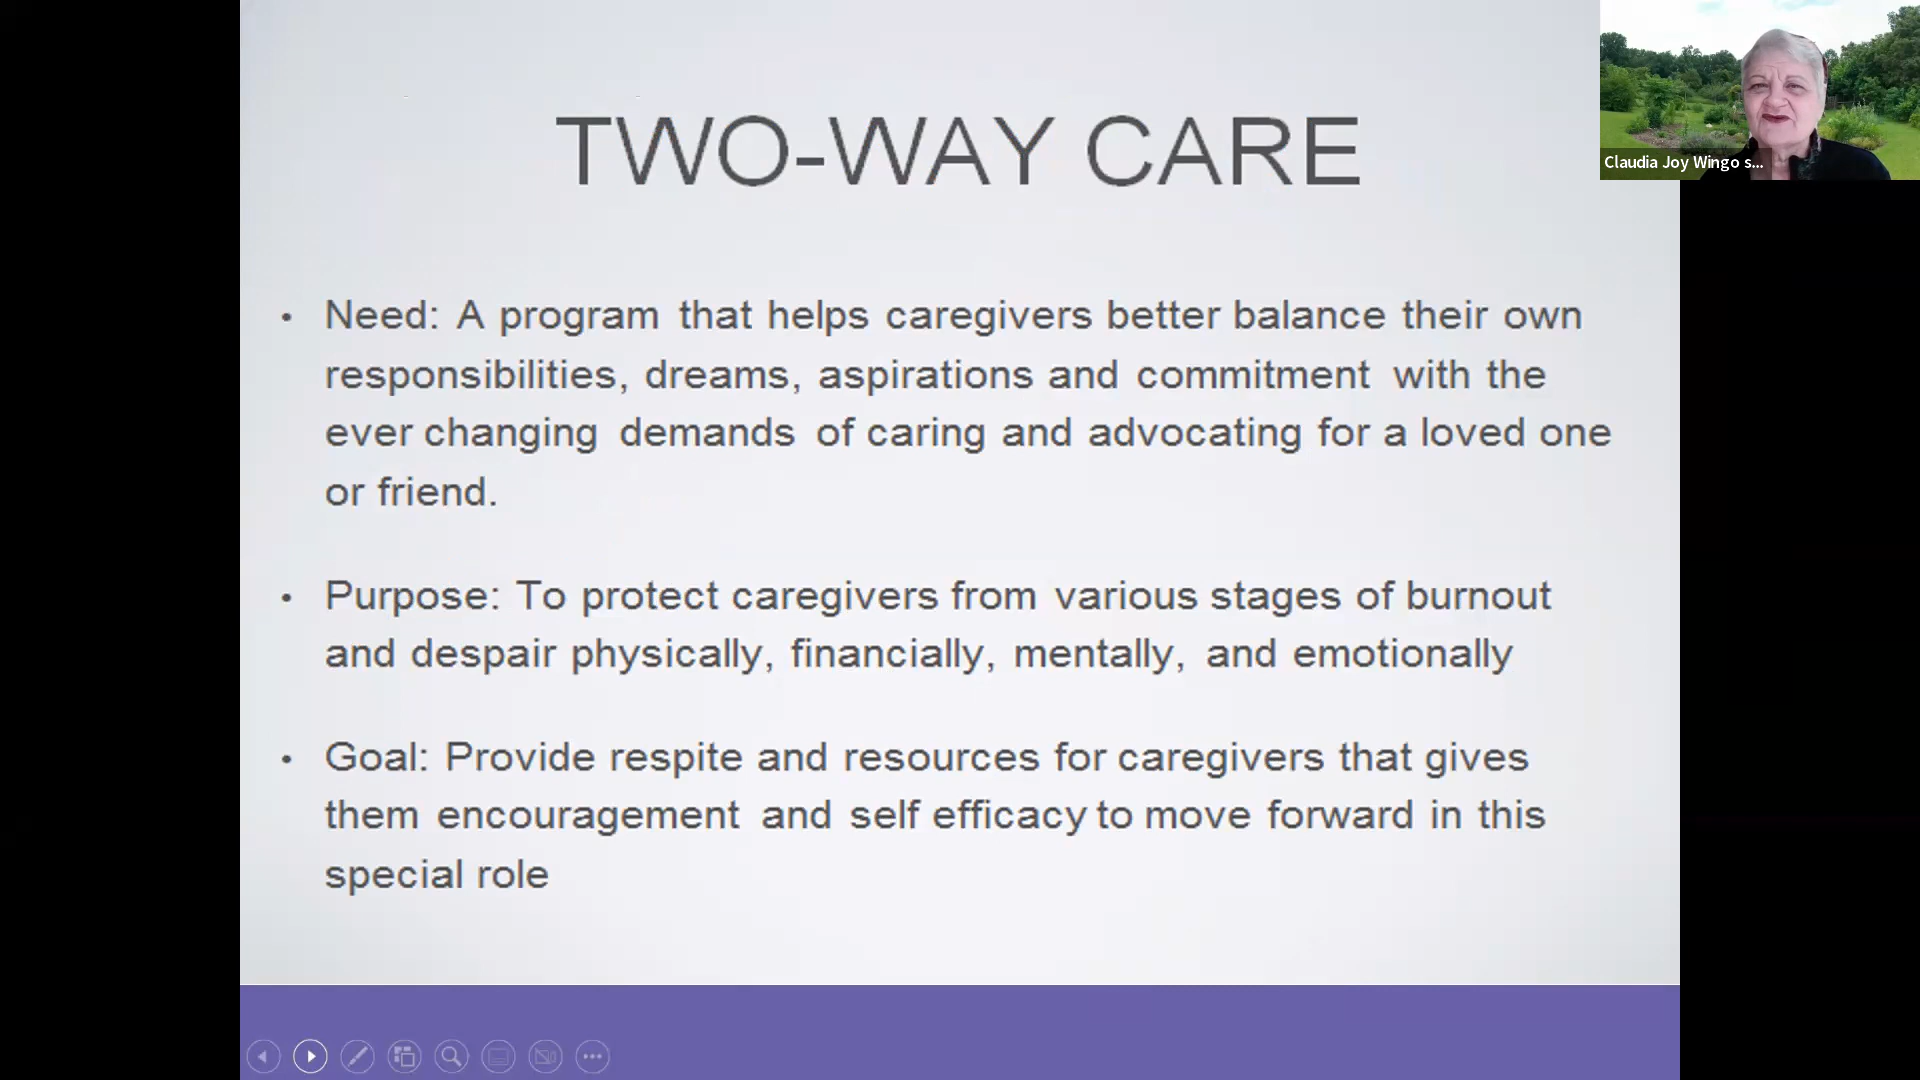 TWO-WAY CARE
• Need: A program that helps caregivers better balance their own
responsibilities, dreams, aspirations and commitment with the
ever changing demands of caring and advocating for a loved one
or friend.
• Purpose: To protect caregivers from various stages of burnout
and despair physically, financially, mentally, and emotionally
• Goal: Provide respite and resources for caregivers that gives
them encouragement and self efficacy to move forward in this
special role
Claudia Joy Wingo s...